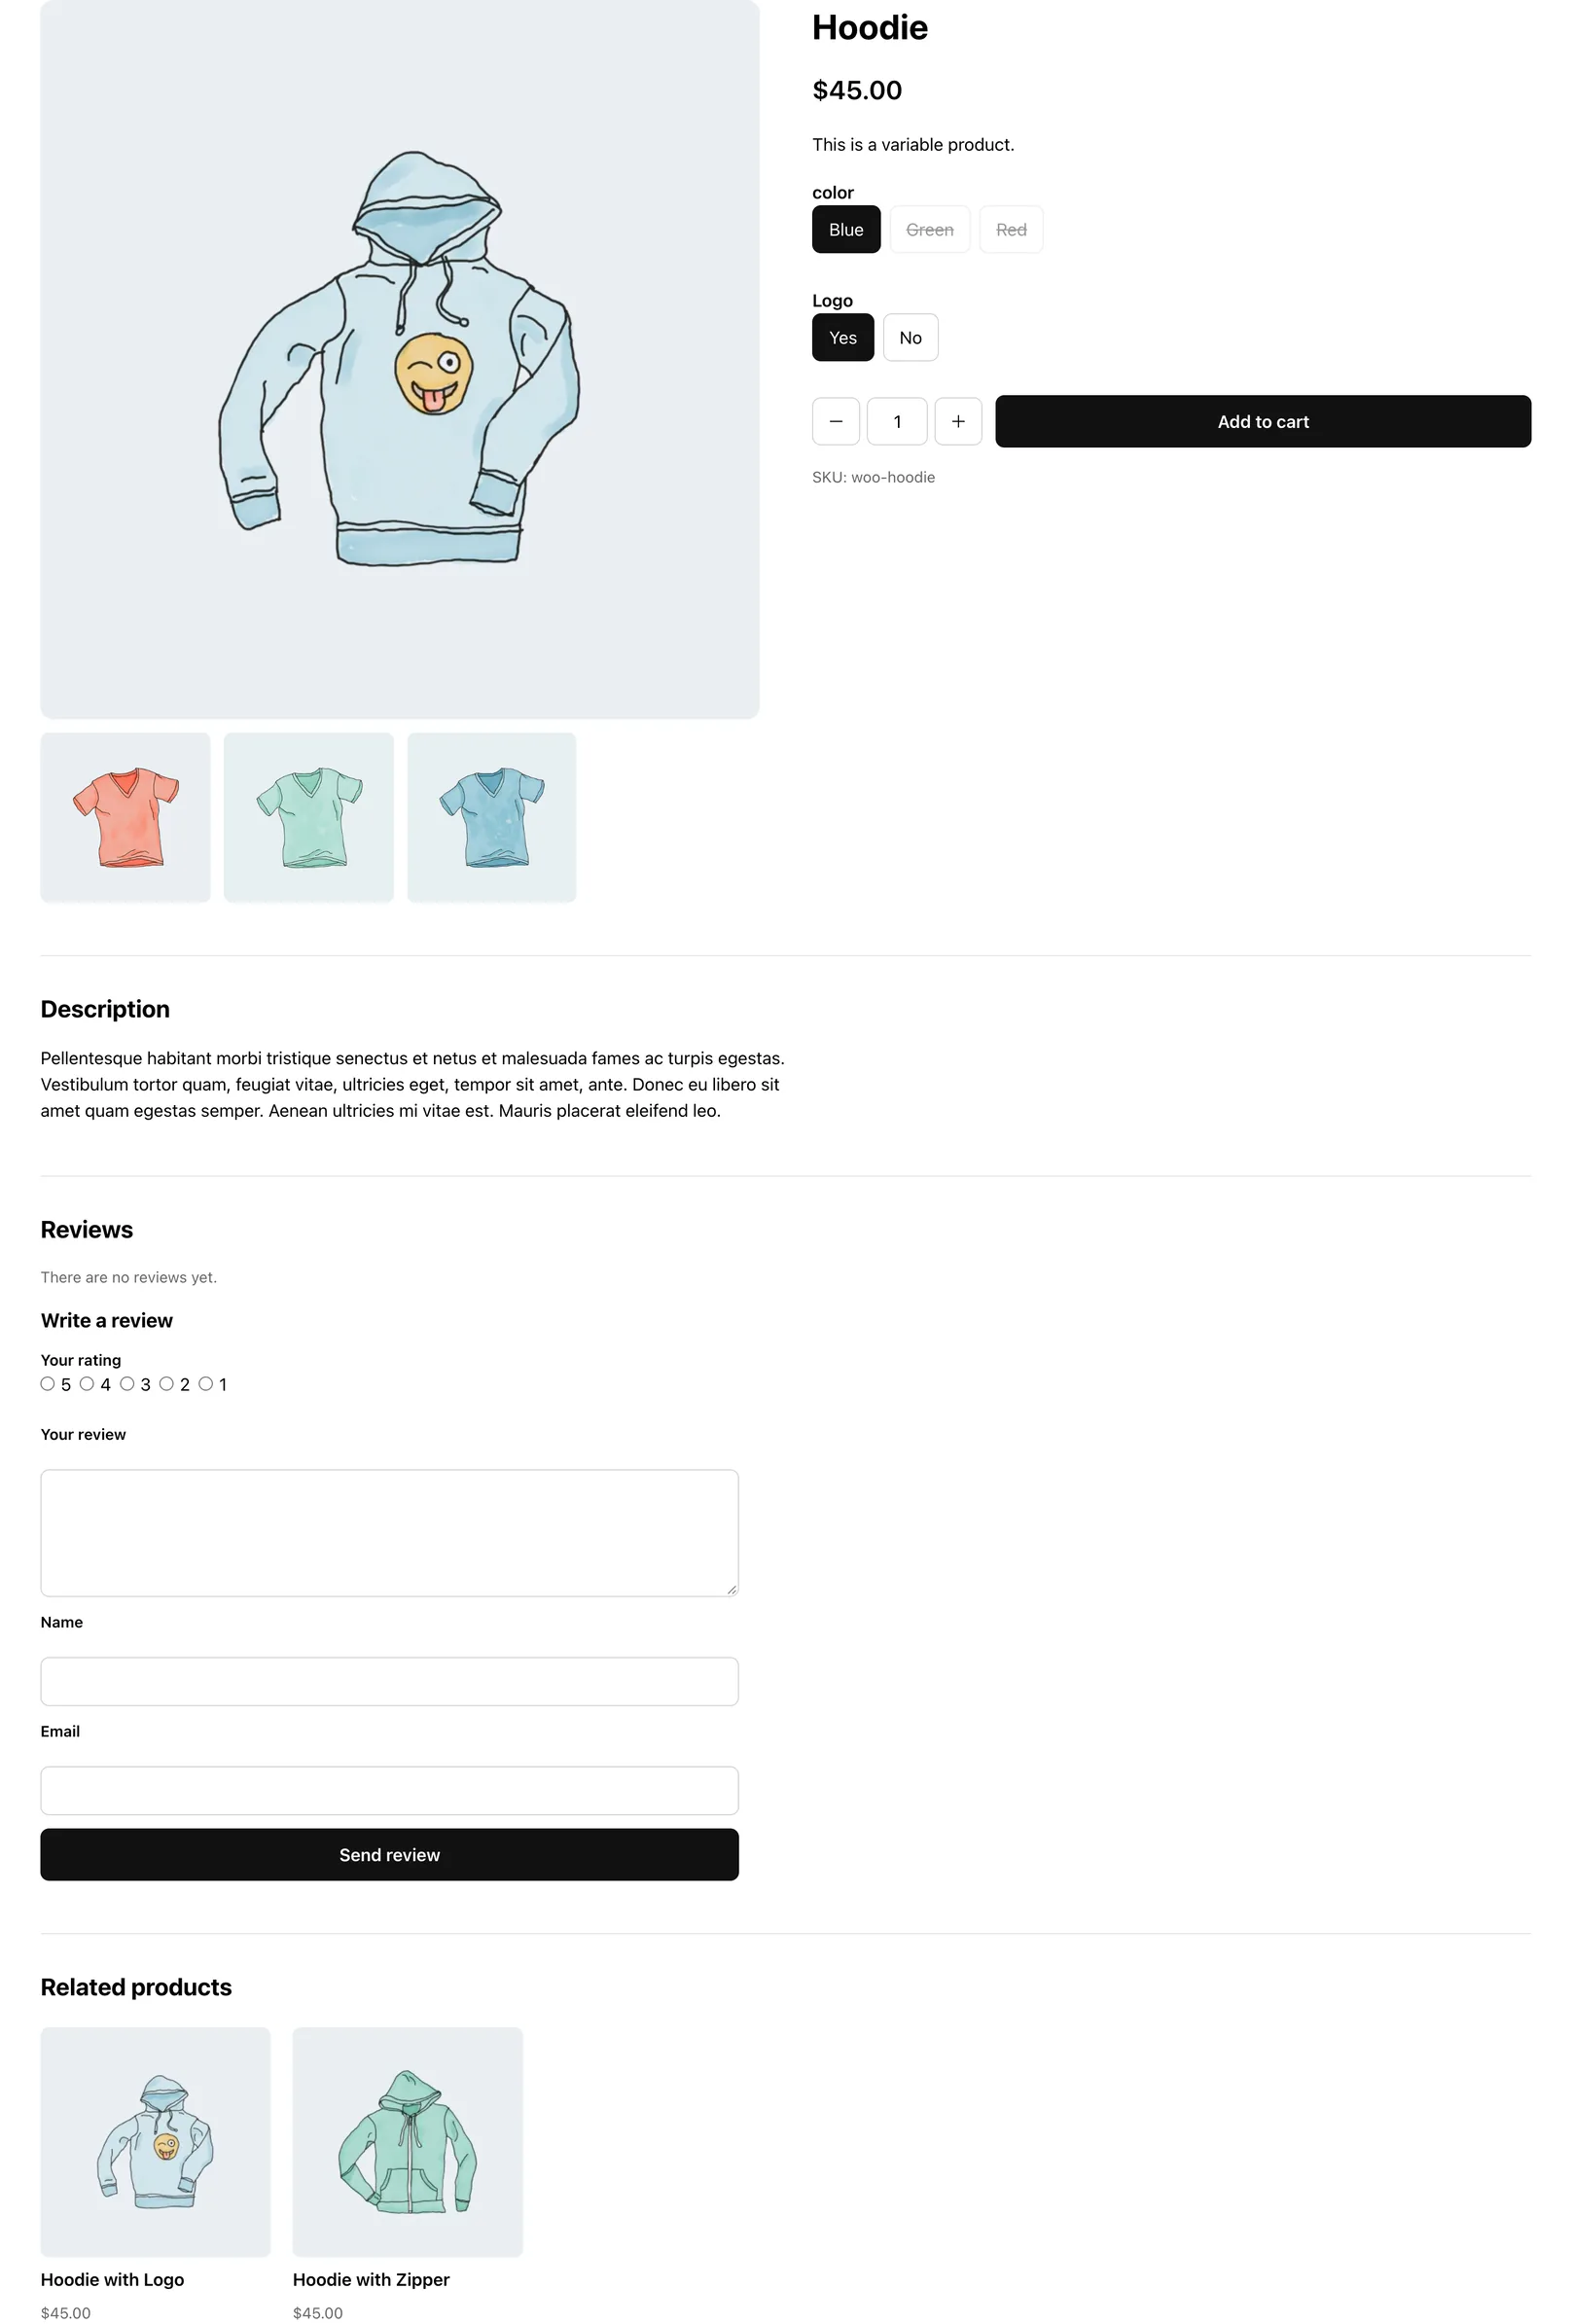 Hoodie
$45.00
This is a variable product.
color
Blue Green Red
Logo
Yes No
− 1 + Add to cart
SKU: woo-hoodie
Description
Pellentesque habitant morbi tristique senectus et netus et malesuada fames ac turpis egestas.
Vestibulum tortor quam, feugiat vitae, ultricies eget, tempor sit amet, ante. Donec eu libero sit
amet quam egestas semper. Aenean ultricies mi vitae est. Mauris placerat eleifend leo.
Reviews
There are no reviews yet.
Write a review
Your rating
5 4 3 2 1
Your review
Name
Email
Send review
Related products
Hoodie with Logo
$45.00
Hoodie with Zipper
$45.00